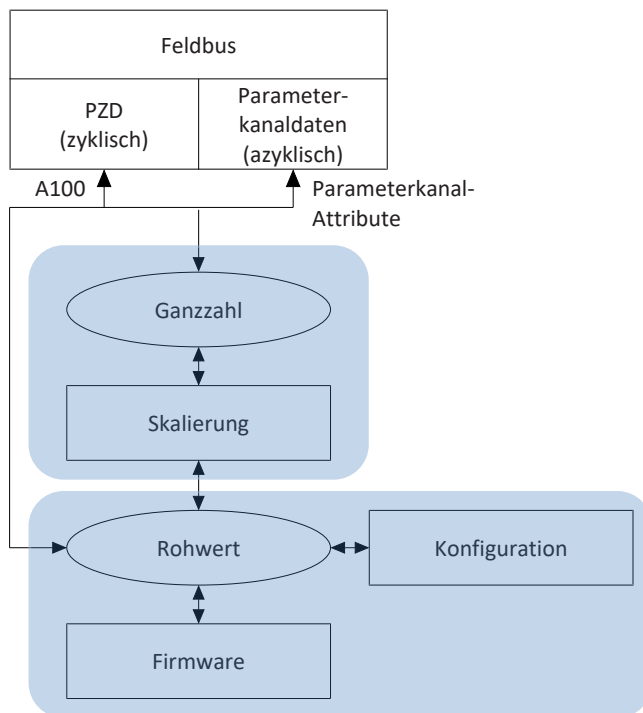 Feldbus
PZD
(zyklisch)
Parameter-
kanaldaten
(azyklisch)
A100
Parameterkanal-
Attribute
Ganzzahl
Skalierung
Rohwert
Konfiguration
Firmware